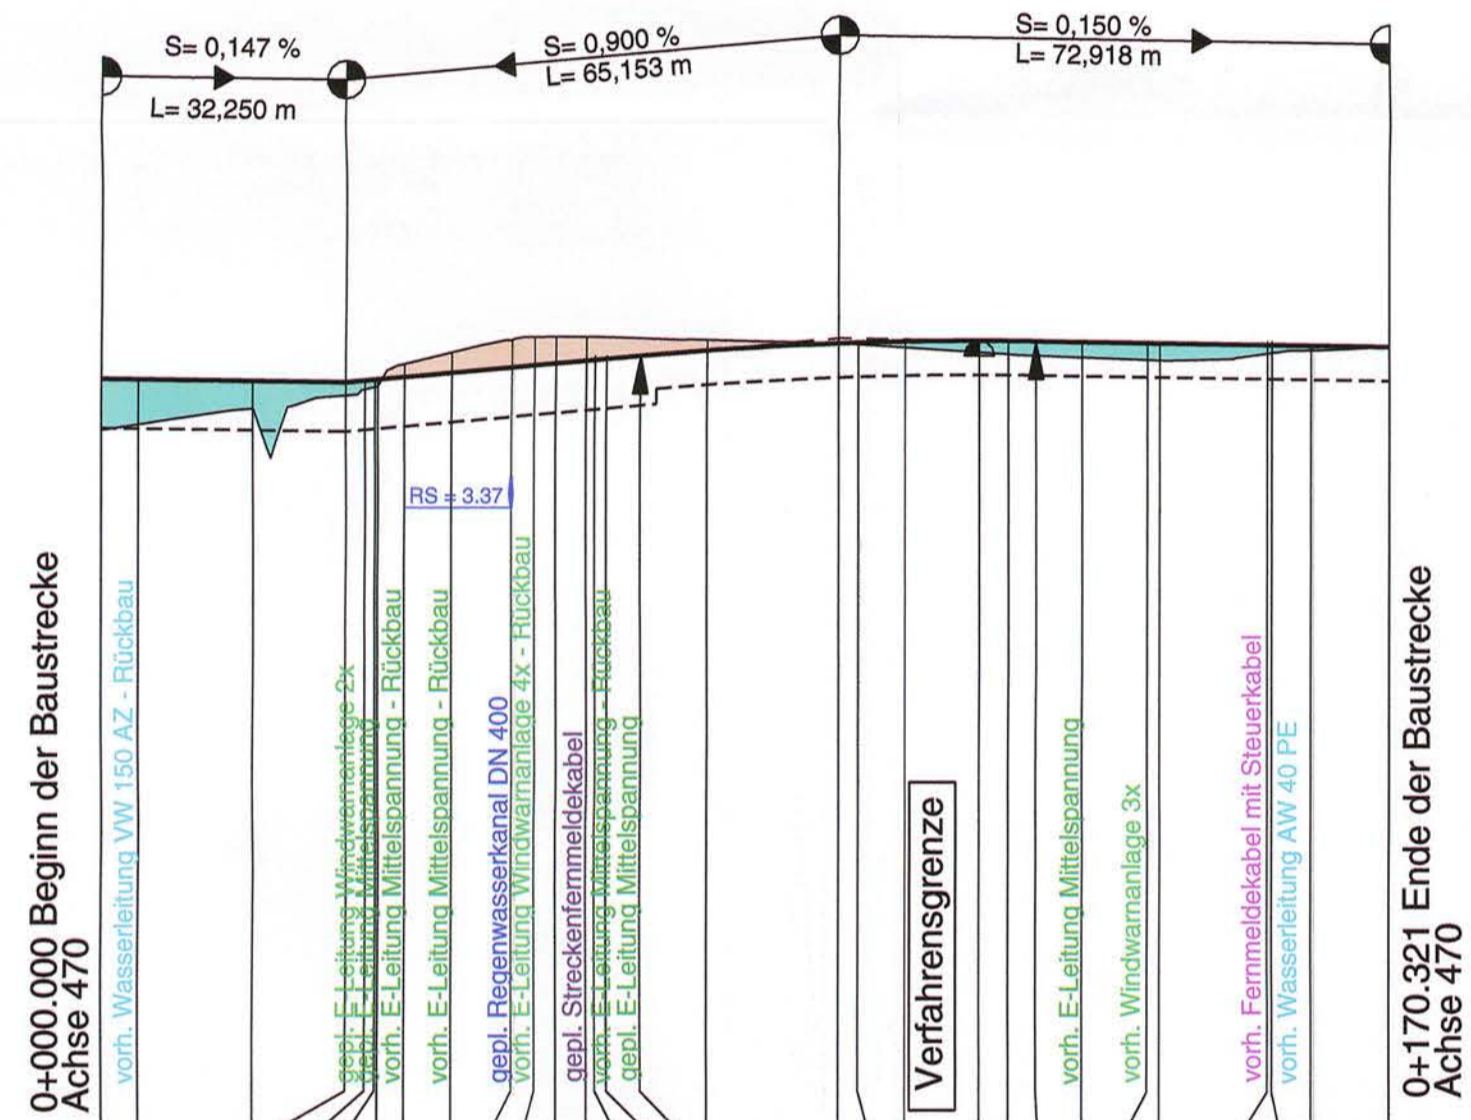 S= 0,147 %
L= 32,250 m
S= 0,900 %
L= 65,153 m
S= 0,150 %
L= 72,918 m
RS = 3.37
0+000.000 Beginn der Baustrecke
Achse 470
vorh. Wasserleitung VW 150 AZ - Rückbau
gepl. E-Leitung Windwarnanlage 2x
gepl. E-Leitung Mittelspannung
vorh. E-Leitung Mittelspannung - Rückbau
vorh. E-Leitung Mittelspannung - Rückbau
gepl. Regenwasserkanal DN 400
vorh. E-Leitung Windwarnanlage 4x - Rückbau
gepl. Streckenfernmeldekabel
vorh. E-Leitung Mittelspannung - Rückbau
gepl. E-Leitung Mittelspannung
Verfahrensgrenze
vorh. E-Leitung Mittelspannung
vorh. Windwarnanlage 3x
vorh. Fernmeldekabel mit Steuerkabel
vorh. Wasserleitung AW 40 PE
0+170.321 Ende der Baustrecke
Achse 470